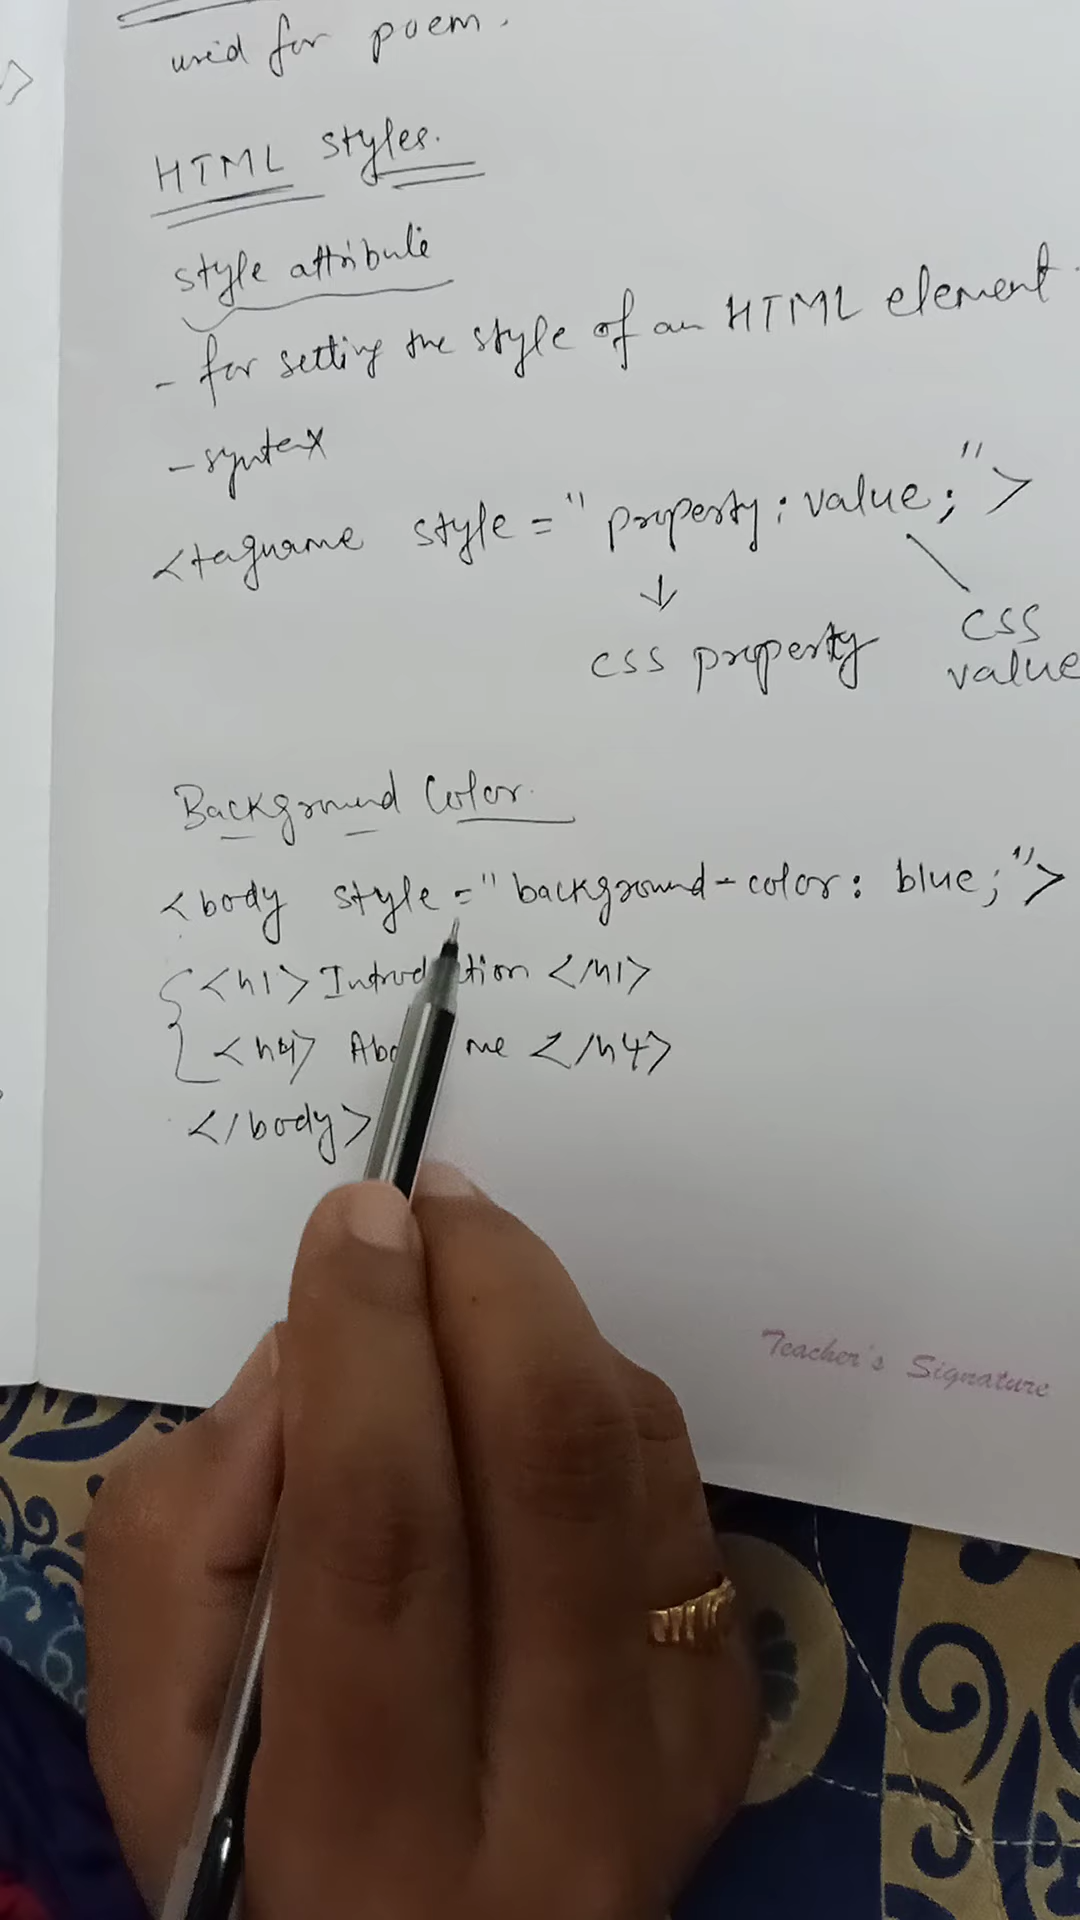 used for poem.
HTML styles.
style attribute
- for setting the style of an HTML element
- syntax
<tagname style = "property : value ;">
CSS property
CSS value
Background Color.
<body style = "background-color: blue;">
<h1> Introduction </h1>
<h4> me </h4>
</body>
Teacher's Signature